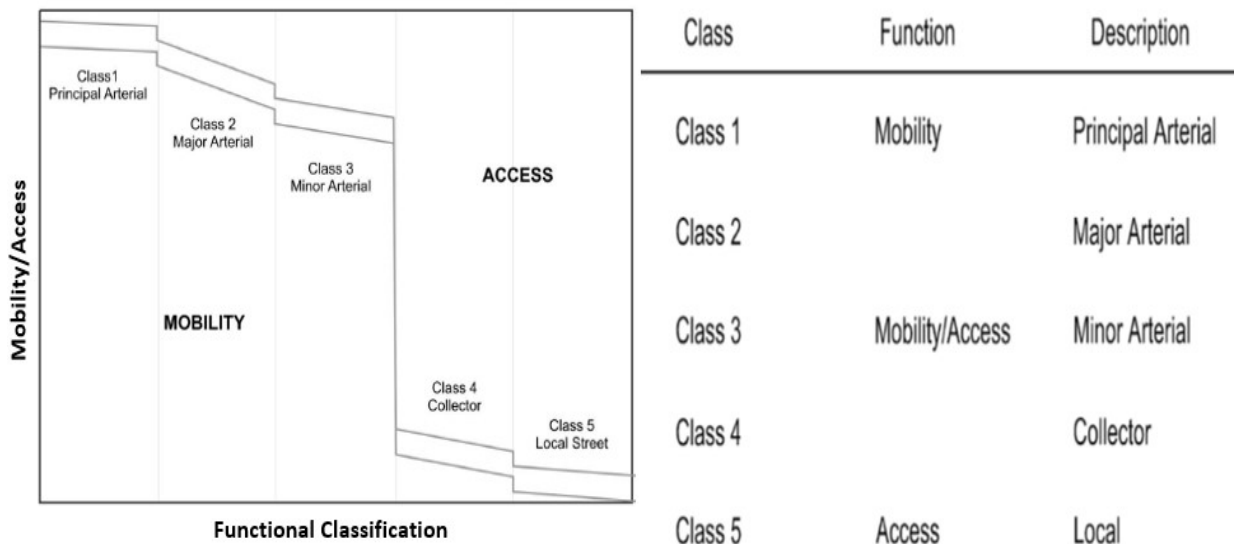 Mobility/Access
Class1
Principal Arterial
Class 2
Major Arterial
Class 3
Minor Arterial
ACCESS
MOBILITY
Class 4
Collector
Class 5
Local Street
Functional Classification
Class Function Description
Class 1 Mobility Principal Arterial
Class 2 Major Arterial
Class 3 Mobility/Access Minor Arterial
Class 4 Collector
Class 5 Access Local